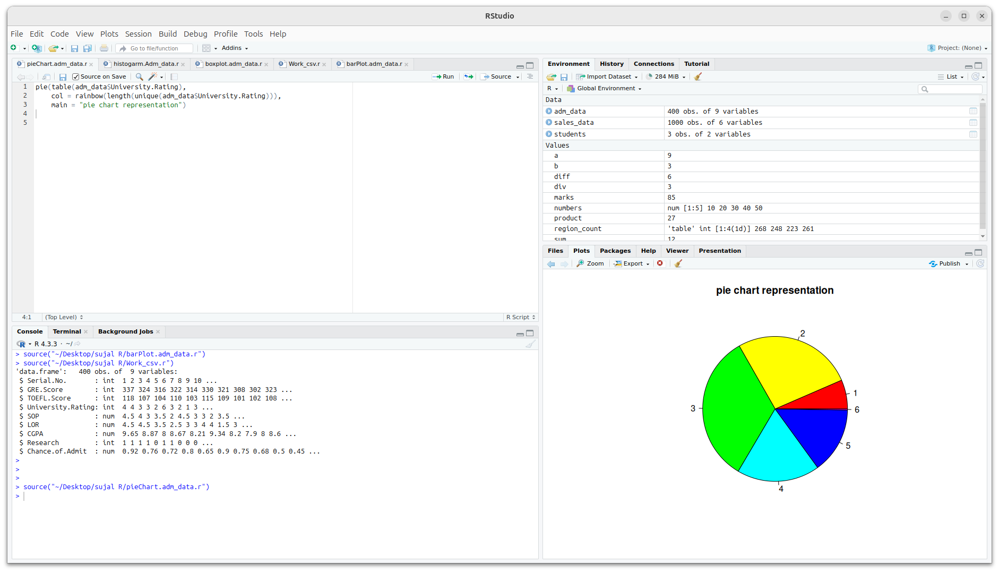 RStudio
File Edit Code View Plots Session Build Debug Profile Tools Help
Go to file/function Addins Project: (None)
pieChart.adm_data.r histogarm.Adm_data.r boxplot.adm_data.r Work_csv.r barPlot.adm_data.r
Source on Save Run Source
1 pie(table(adm_data$University.Rating),
2 col = rainbow(length(unique(adm_data$University.Rating))),
3 main = "pie chart representation")
4
5
4:1 (Top Level) R Script
Console Terminal Background Jobs
R 4.3.3 · ~/
> source("~/Desktop/sujal R/barPlot.adm_data.r")
> source("~/Desktop/sujal R/Work_csv.r")
'data.frame': 400 obs. of 9 variables:
$ Serial.No. : int 1 2 3 4 5 6 7 8 9 10 ...
$ GRE.Score : int 337 324 316 322 314 330 321 308 302 323 ...
$ TOEFL.Score : int 118 107 104 110 103 115 109 101 102 108 ...
$ University.Rating: int 4 4 3 3 2 6 3 2 1 3 ...
$ SOP : num 4.5 4 3 3.5 2 4.5 3 3 2 3.5 ...
$ LOR : num 4.5 4.5 3.5 2.5 3 3 4 4 1.5 3 ...
$ CGPA : num 9.65 8.87 8 8.67 8.21 9.34 8.2 7.9 8 8.6 ...
$ Research : int 1 1 1 1 0 1 1 0 0 0 ...
$ Chance.of.Admit : num 0.92 0.76 0.72 0.8 0.65 0.9 0.75 0.68 0.5 0.45 ...
>
>
>
> source("~/Desktop/sujal R/pieChart.adm_data.r")
>
Environment History Connections Tutorial
Import Dataset 284 MiB List
R Global Environment
Data
adm_data 400 obs. of 9 variables
sales_data 1000 obs. of 6 variables
students 3 obs. of 2 variables
Values
a 9
b 3
diff 6
div 3
marks 85
numbers num [1:5] 10 20 30 40 50
product 27
region_count 'table' int [1:4(1d)] 268 248 223 261
sum 12
Files Plots Packages Help Viewer Presentation
Zoom Export Publish
pie chart representation
2
1
3
6
5
4